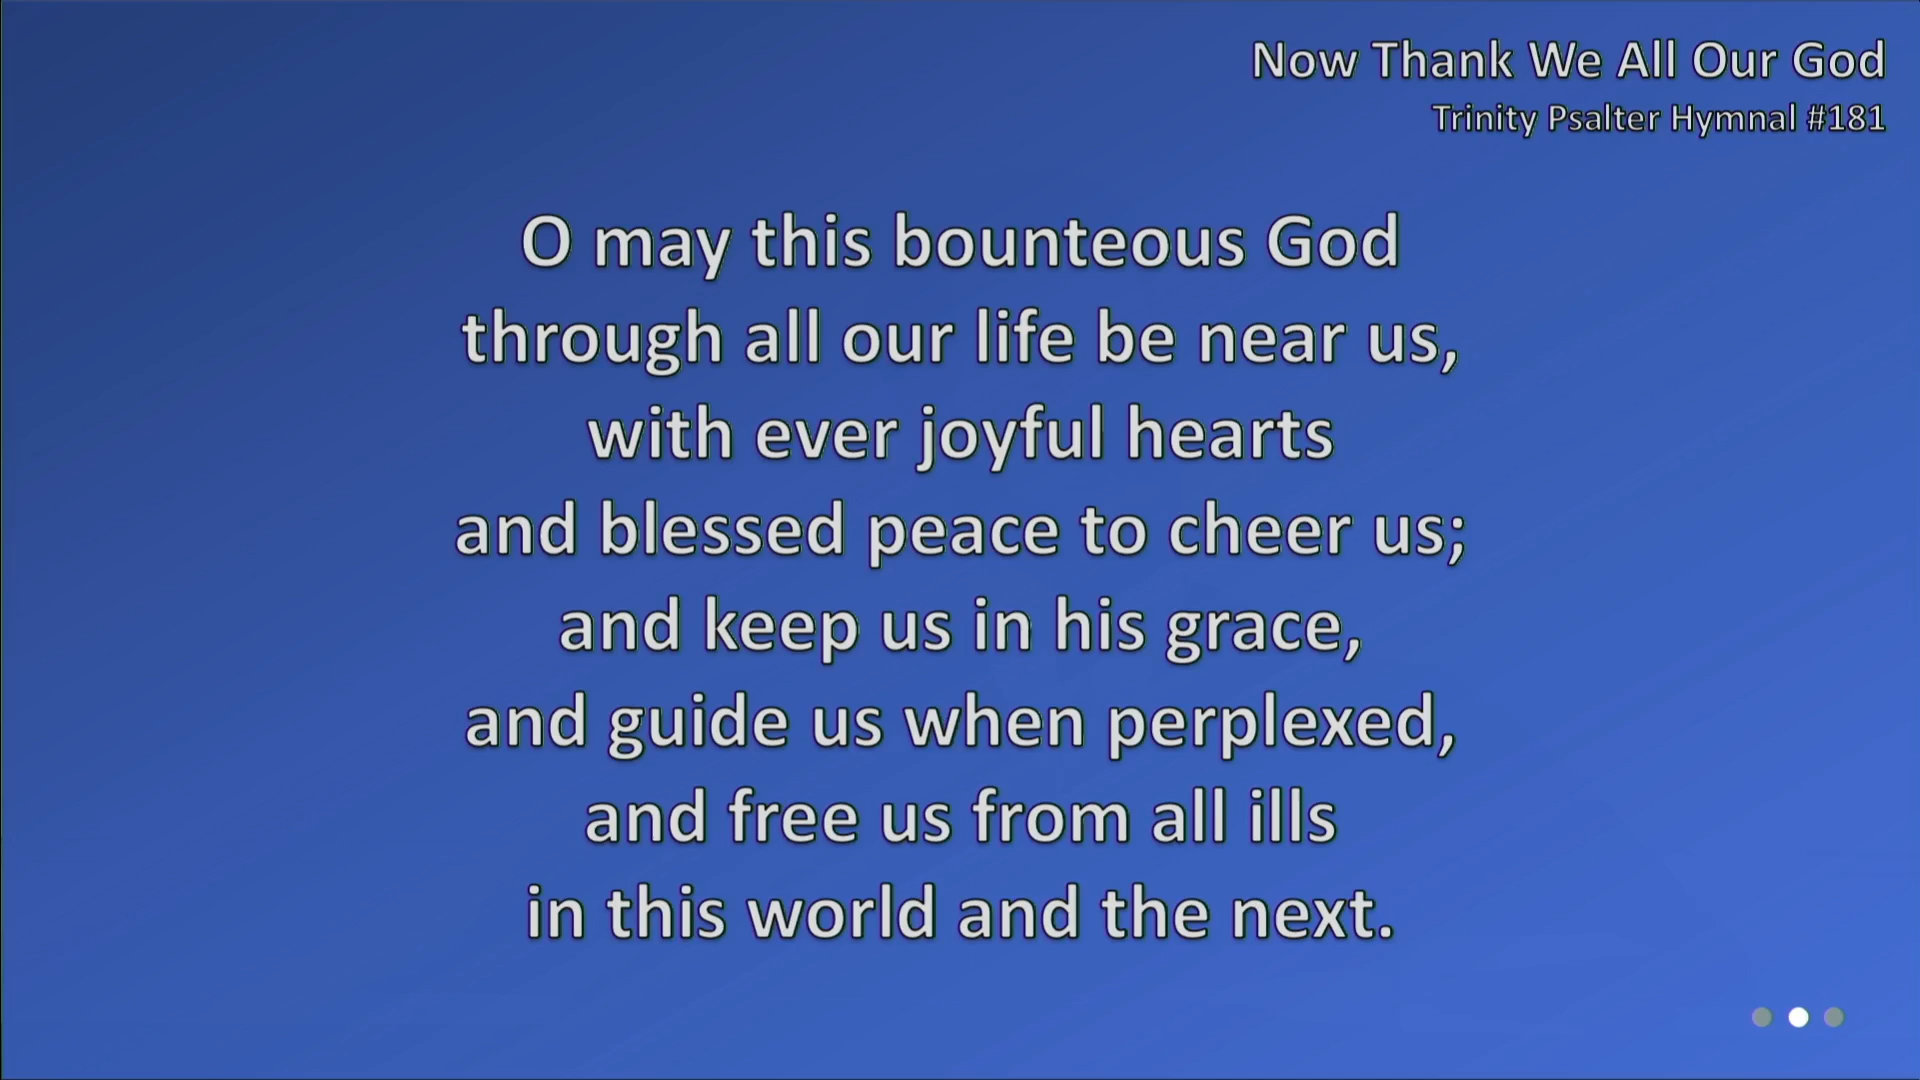 Now Thank We All Our God
Trinity Psalter Hymnal #181
O may this bounteous God
through all our life be near us,
with ever joyful hearts
and blessed peace to cheer us;
and keep us in his grace,
and guide us when perplexed,
and free us from all ills
in this world and the next.